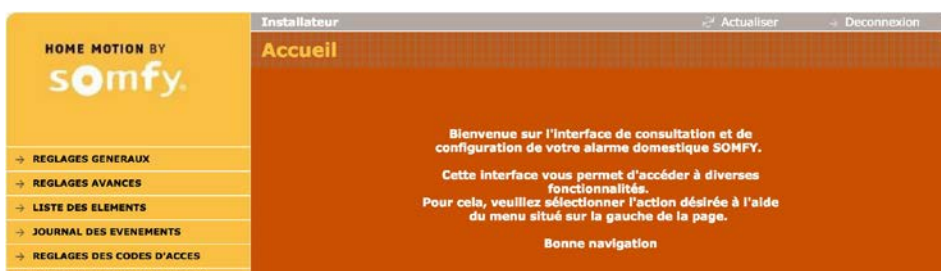 Installateur
Actualiser
Deconnexion
HOME MOTION BY
somfy.
Accueil
Bienvenue sur l'interface de consultation et de
configuration de votre alarme domestique SOMFY.
Cette interface vous permet d'accéder à diverses
fonctionnalités.
Pour cela, veuillez sélectionner l'action désirée à l'aide
du menu situé sur la gauche de la page.
Bonne navigation
REGLAGES GENERAUX
REGLAGES AVANCES
LISTE DES ELEMENTS
JOURNAL DES EVENEMENTS
REGLAGES DES CODES D'ACCES